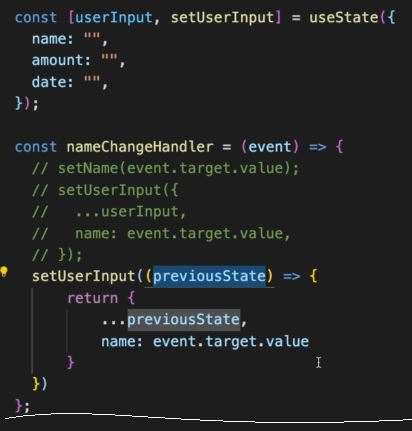 const [userInput, setUserInput] = useState({
  name: "",
  amount: "",
  date: "",
});
const nameChangeHandler = (event) => {
  // setName(event.target.value);
  // setUserInput({
  //   ...userInput,
  //   name: event.target.value,
  // });
  setUserInput((previousState) => {
      return {
          ...previousState,
          name: event.target.value
      }
  })
};